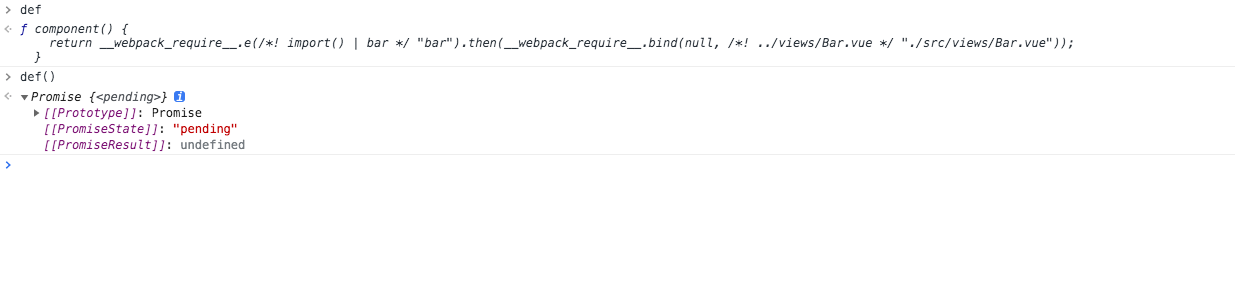 def
ƒ component() {
return __webpack_require__.e(/*! import() | bar */ "bar").then(__webpack_require__.bind(null, /*! ../views/Bar.vue */ "./src/views/Bar.vue"));
}
def()
Promise {<pending>} i
[[Prototype]]: Promise
[[PromiseState]]: "pending"
[[PromiseResult]]: undefined